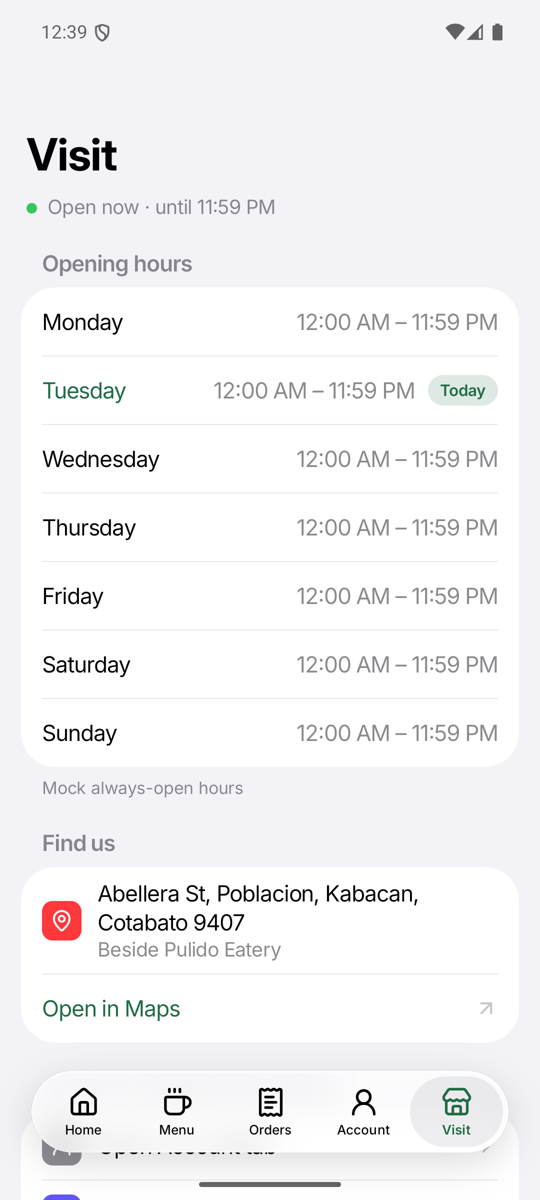 12:39
Visit
Open now · until 11:59 PM
Opening hours
Monday 12:00 AM – 11:59 PM
Tuesday 12:00 AM – 11:59 PM Today
Wednesday 12:00 AM – 11:59 PM
Thursday 12:00 AM – 11:59 PM
Friday 12:00 AM – 11:59 PM
Saturday 12:00 AM – 11:59 PM
Sunday 12:00 AM – 11:59 PM
Mock always-open hours
Find us
Abellera St, Poblacion, Kabacan,
Cotabato 9407
Beside Pulido Eatery
Open in Maps
Home Menu Orders Account Visit
Open Account tab